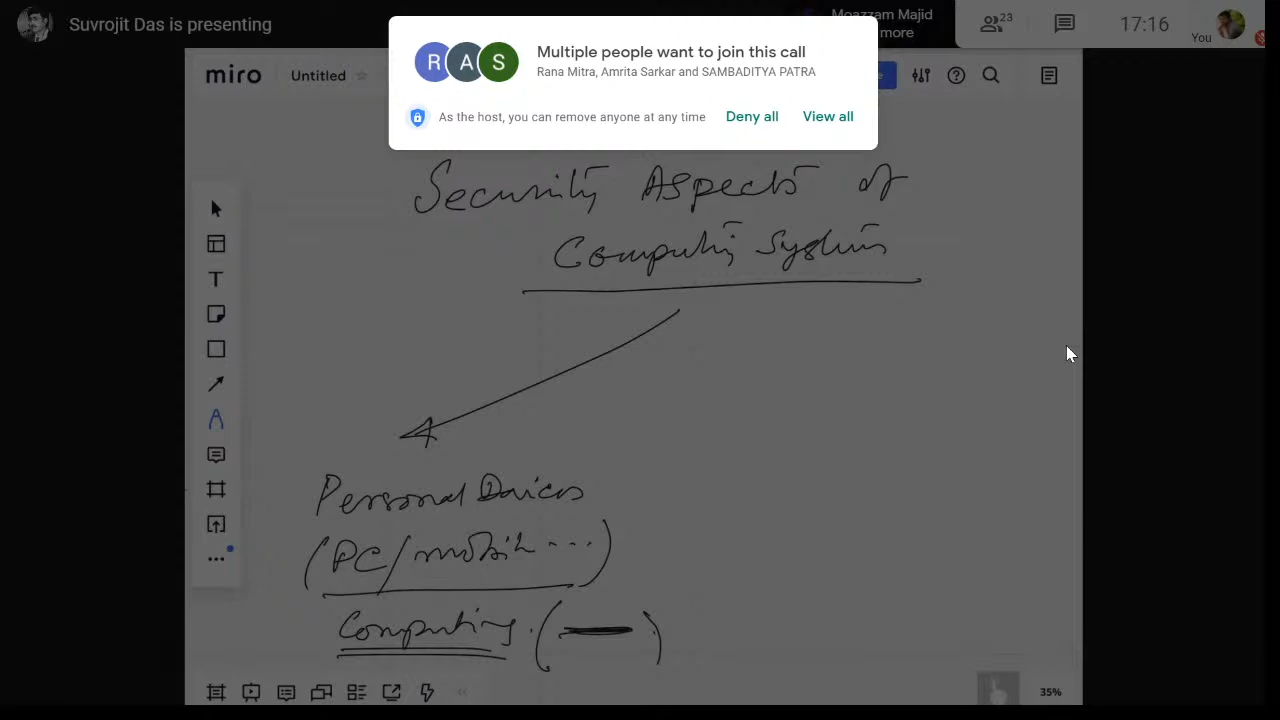 Suvrojit Das is presenting
Moazzam Majid
more
23
17:16
You
R A S
Multiple people want to join this call
Rana Mitra, Amrita Sarkar and SAMBADITYA PATRA
As the host, you can remove anyone at any time
Deny all
View all
miro
Untitled
Security Aspects of
Computing Systems
Personal Devices
(PC/mobile...)
Computing. ( )
35%